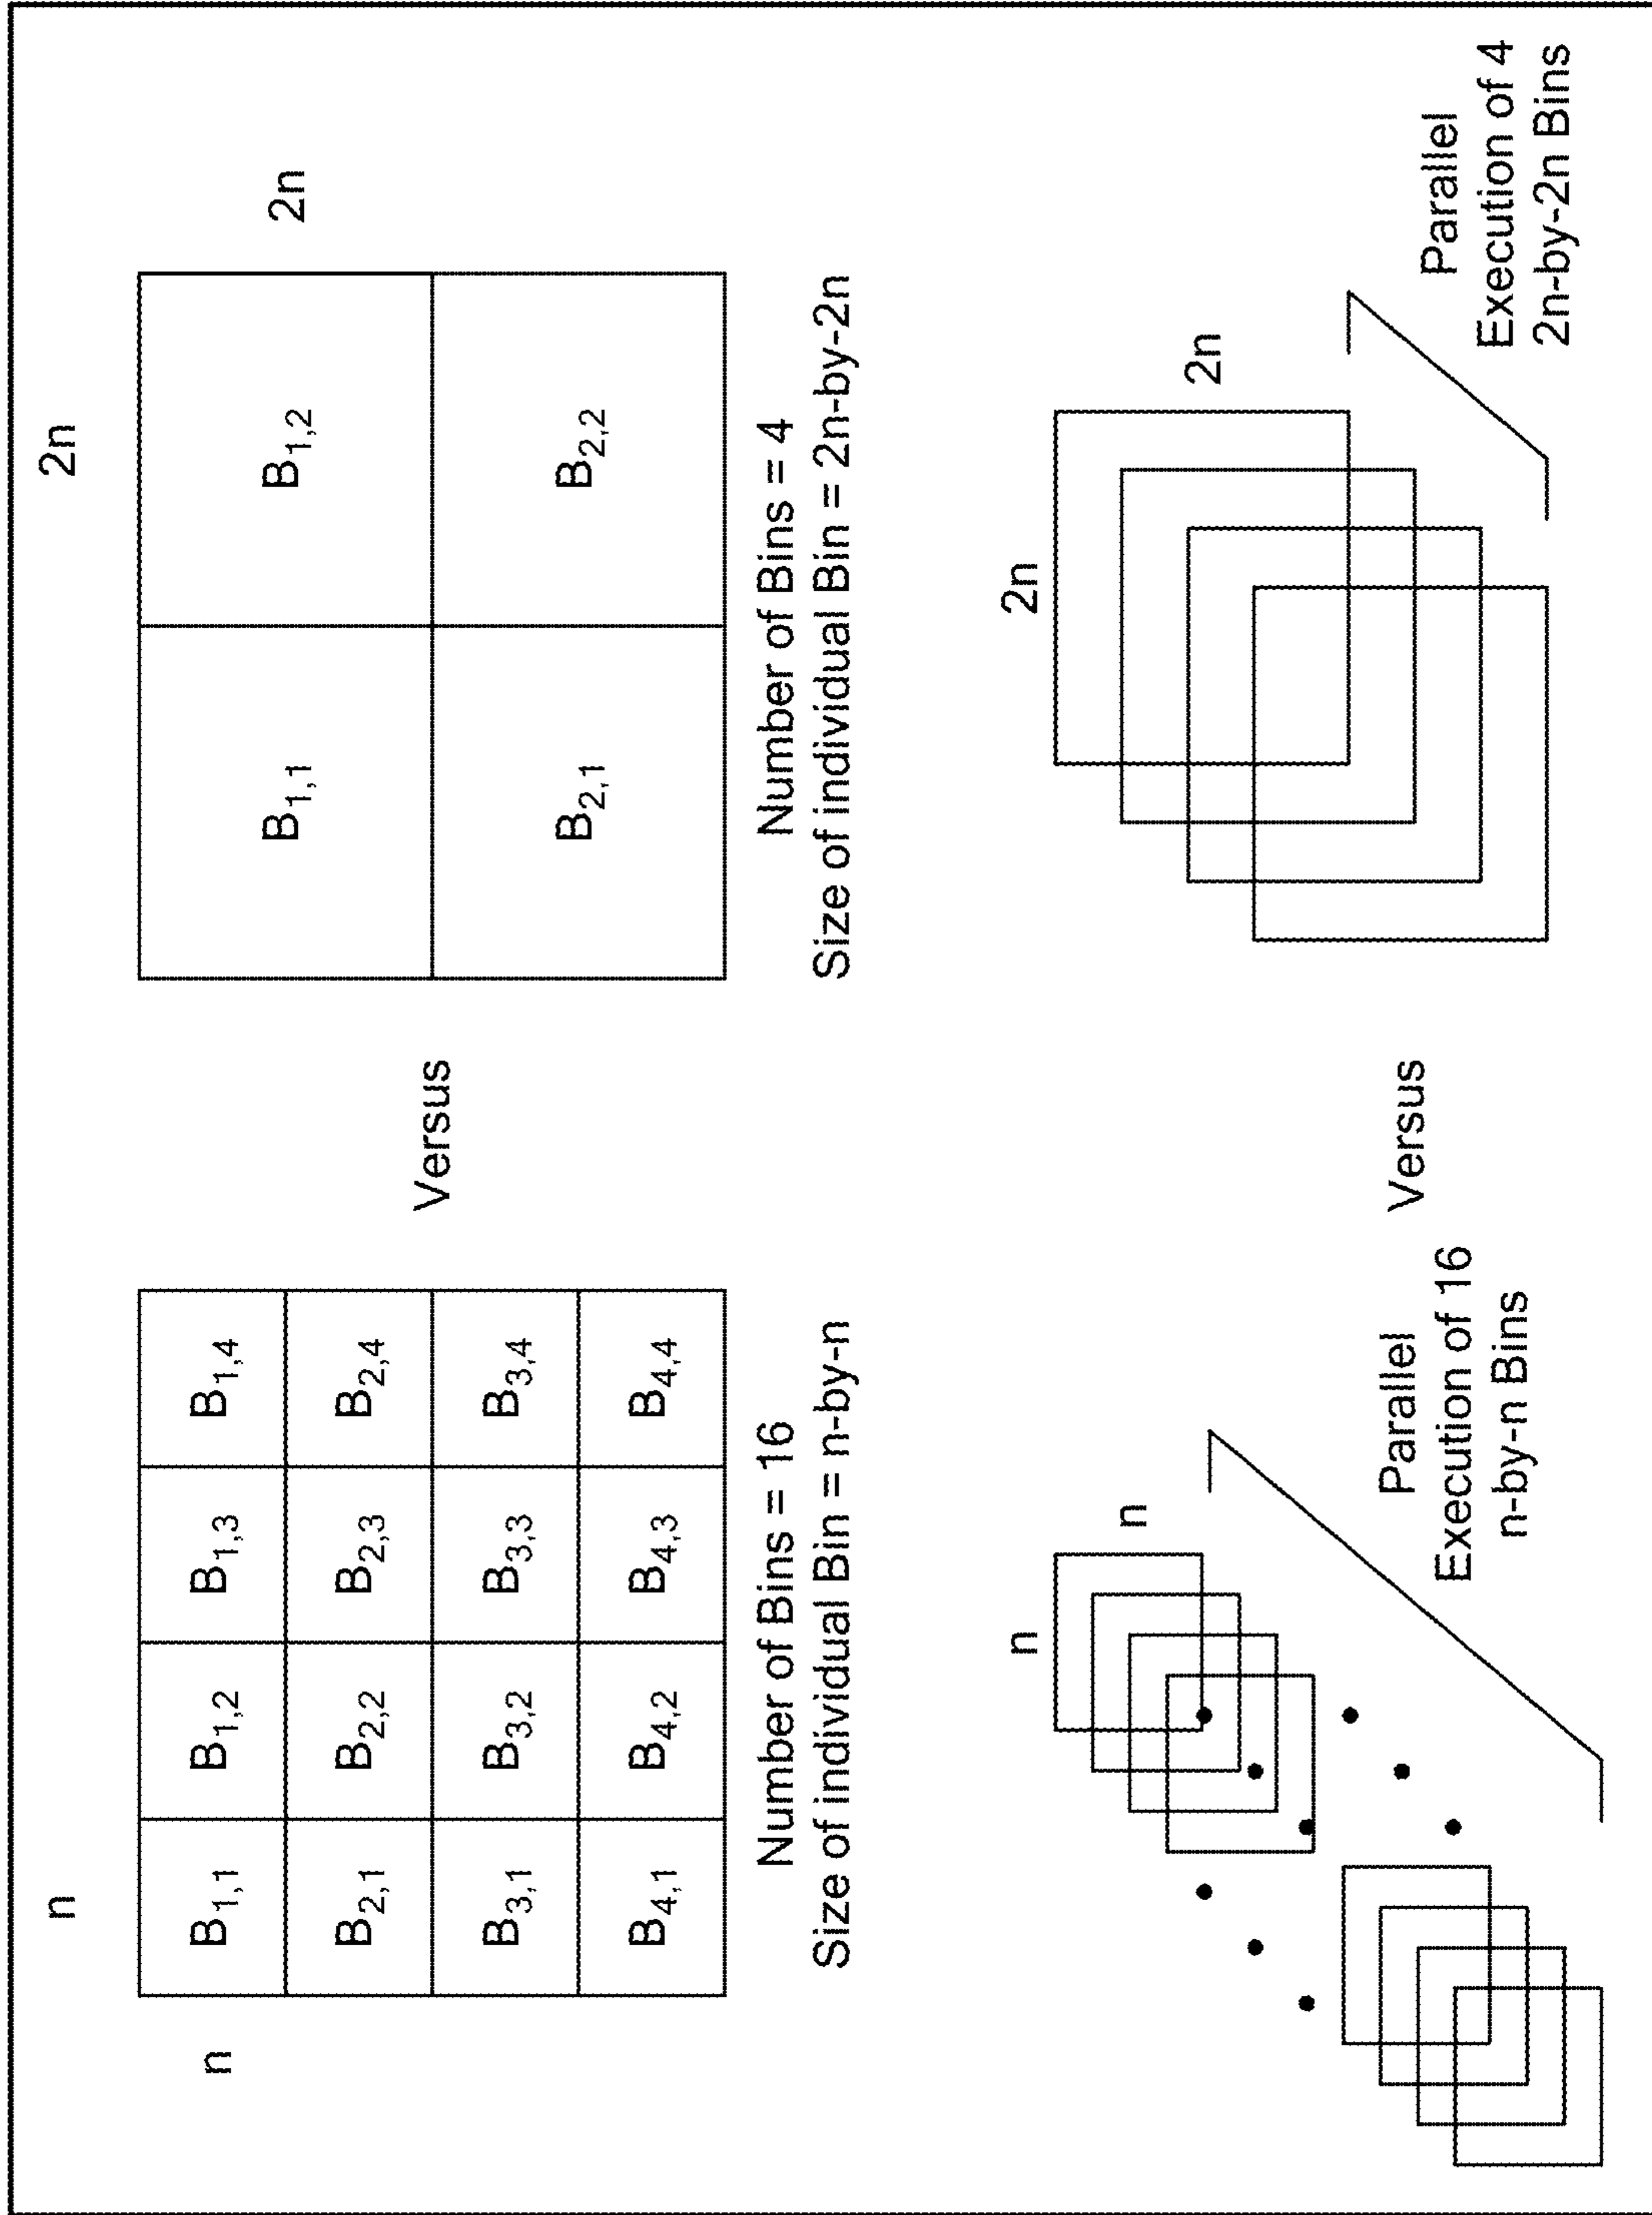 n
2n
n
B1,1 B1,2 B1,3 B1,4
B2,1 B2,2 B2,3 B2,4
B3,1 B3,2 B3,3 B3,4
B4,1 B4,2 B4,3 B4,4
Number of Bins = 16
Size of individual Bin = n-by-n
Versus
B1,1 B1,2
B2,1 B2,2
2n
Number of Bins = 4
Size of individual Bin = 2n-by-2n
n
n
Parallel
Execution of 16
n-by-n Bins
Versus
2n
2n
Parallel
Execution of 4
2n-by-2n Bins